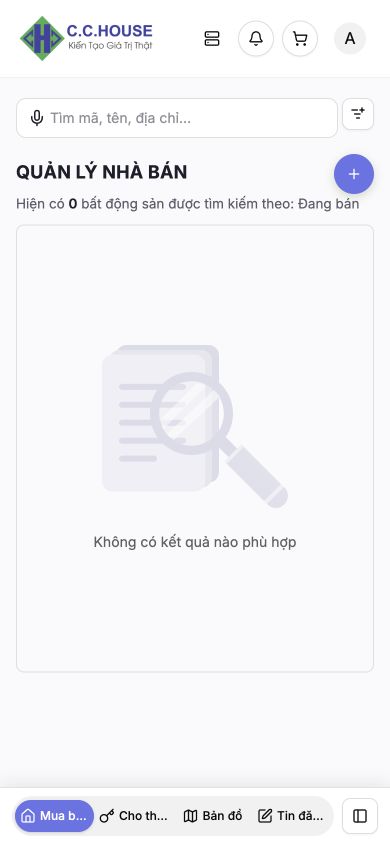 C.C.HOUSE
Kiến Tạo Giá Trị Thật
A
Tìm mã, tên, địa chỉ...
QUẢN LÝ NHÀ BÁN
Hiện có 0 bất động sản được tìm kiếm theo: Đang bán
Không có kết quả nào phù hợp
Mua b... Cho th... Bản đồ Tin đă...